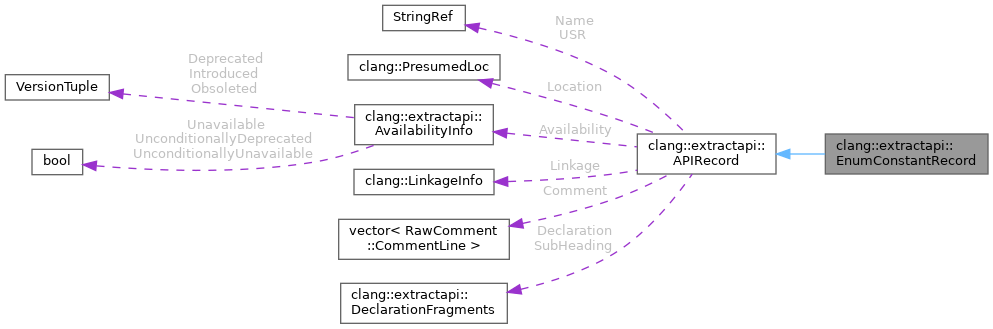 StringRef
Name
USR
clang::PresumedLoc
Deprecated
Introduced
Obsoleted
VersionTuple
Location
clang::extractapi::
AvailabilityInfo
Availability
Unavailable
UnconditionallyDeprecated
UnconditionallyUnavailable
bool
clang::extractapi::
APIRecord
clang::extractapi::
EnumConstantRecord
Linkage
clang::LinkageInfo
Comment
vector< RawComment
::CommentLine >
Declaration
SubHeading
clang::extractapi::
DeclarationFragments